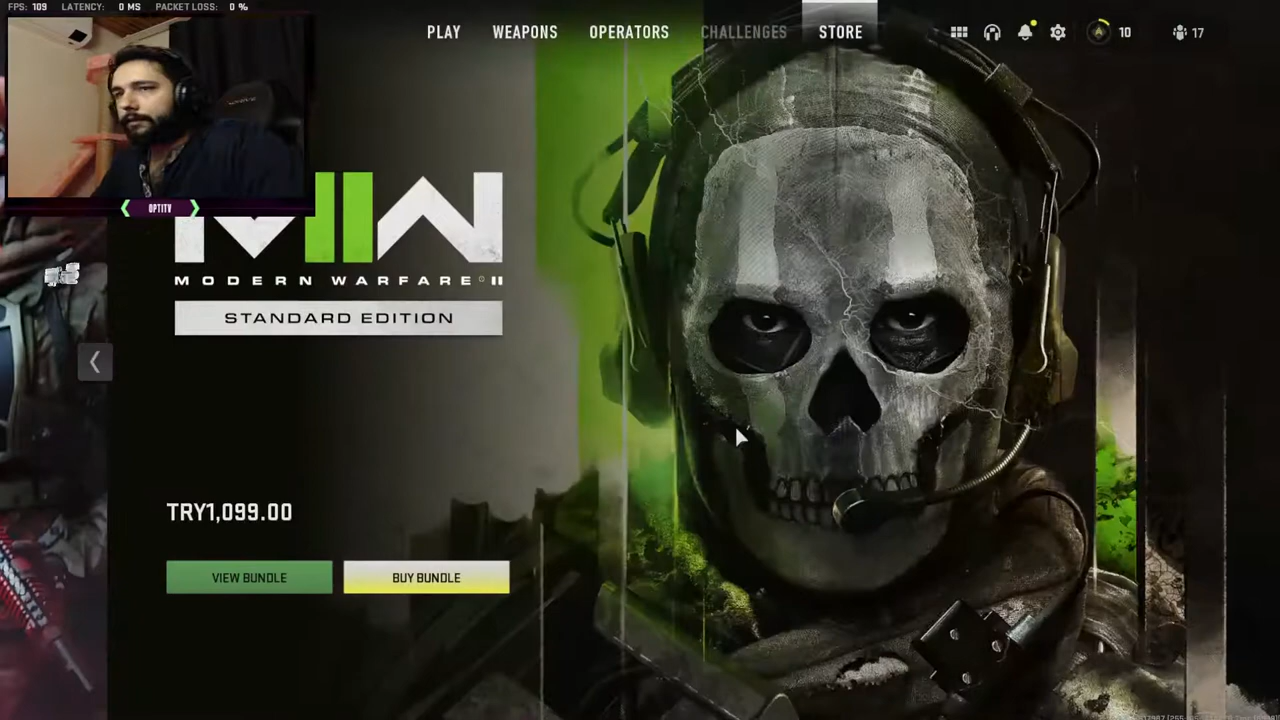 FPS: 109 LATENCY: 0 MS PACKET LOSS: 0 %
PLAY WEAPONS OPERATORS CHALLENGES STORE 10 17
OPTITV
MODERN WARFARE II
STANDARD EDITION
TRY1,099.00
VIEW BUNDLE BUY BUNDLE